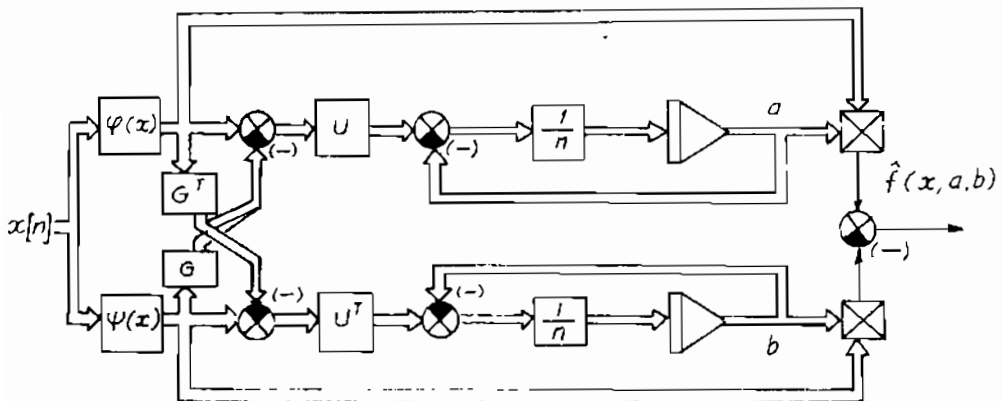 φ(x)
(-)
U
(-)
1/n
a
G^T
f̂(x,a,b)
x[n]
G
(-)
(-)
(-)
ψ(x)
U^T
1/n
b